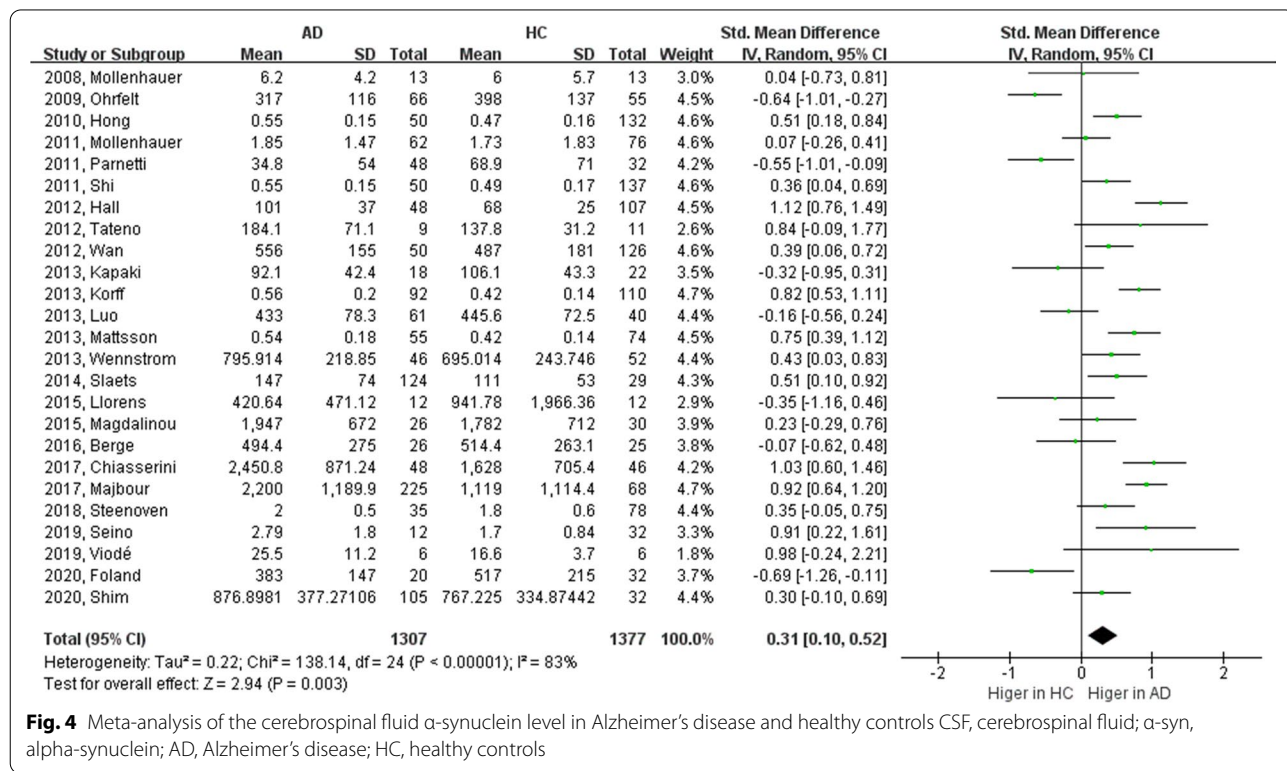 AD HC Std. Mean Difference Std. Mean Difference
Study or Subgroup Mean SD Total Mean SD Total Weight IV, Random, 95% CI IV, Random, 95% CI
2008, Mollenhauer 6.2 4.2 13 6 5.7 13 3.0% 0.04 [-0.73, 0.81]
2009, Ohrfelt 317 116 66 398 137 55 4.5% -0.64 [-1.01, -0.27]
2010, Hong 0.55 0.15 50 0.47 0.16 132 4.6% 0.51 [0.18, 0.84]
2011, Mollenhauer 1.85 1.47 62 1.73 1.83 76 4.6% 0.07 [-0.26, 0.41]
2011, Parnetti 34.8 54 48 68.9 71 32 4.2% -0.55 [-1.01, -0.09]
2011, Shi 0.55 0.15 50 0.49 0.17 137 4.6% 0.36 [0.04, 0.69]
2012, Hall 101 37 48 68 25 107 4.5% 1.12 [0.76, 1.49]
2012, Tateno 184.1 71.1 9 137.8 31.2 11 2.6% 0.84 [-0.09, 1.77]
2012, Wan 556 155 50 487 181 126 4.6% 0.39 [0.06, 0.72]
2013, Kapaki 92.1 42.4 18 106.1 43.3 22 3.5% -0.32 [-0.95, 0.31]
2013, Korff 0.56 0.2 92 0.42 0.14 110 4.7% 0.82 [0.53, 1.11]
2013, Luo 433 78.3 61 445.6 72.5 40 4.4% -0.16 [-0.56, 0.24]
2013, Mattsson 0.54 0.18 55 0.42 0.14 74 4.5% 0.75 [0.39, 1.12]
2013, Wennstrom 795.914 218.85 46 695.014 243.746 52 4.4% 0.43 [0.03, 0.83]
2014, Slaets 147 74 124 111 53 29 4.4% 0.51 [0.10, 0.92]
2015, Llorens 420.64 471.12 12 941.78 1,966.36 12 2.9% -0.35 [-1.16, 0.46]
2015, Magdalinou 1,947 672 26 1,782 712 30 3.9% 0.23 [-0.29, 0.76]
2016, Berge 494.4 275 26 514.4 263.1 25 3.8% -0.07 [-0.62, 0.48]
2017, Chiasserini 2,450.8 871.24 48 1,628 705.4 46 4.2% 1.03 [0.60, 1.46]
2017, Majbour 2,200 1,189.9 225 1,119 1,114.4 68 4.7% 0.92 [0.64, 1.20]
2018, Steenoven 2 0.5 35 1.8 0.6 78 4.4% 0.35 [-0.05, 0.75]
2019, Seino 2.79 1.8 12 1.7 0.84 32 3.3% 0.91 [0.22, 1.61]
2019, Viodé 25.5 11.2 6 16.6 3.7 6 1.8% 0.98 [-0.24, 2.21]
2020, Foland 383 147 20 517 215 32 3.7% -0.69 [-1.26, -0.11]
2020, Shim 876.8981 377.27106 105 767.225 334.87442 32 4.4% 0.30 [-0.10, 0.69]
Total (95% CI) 1307 1377 100.0% 0.31 [0.10, 0.52]
Heterogeneity: Tau² = 0.22; Chi² = 138.14, df = 24 (P < 0.00001); I² = 83%
Test for overall effect: Z = 2.94 (P = 0.003)
-2 -1 0 1 2
Higer in HC Higer in AD
Fig. 4 Meta-analysis of the cerebrospinal fluid α-synuclein level in Alzheimer's disease and healthy controls CSF, cerebrospinal fluid; α-syn,
alpha-synuclein; AD, Alzheimer's disease; HC, healthy controls